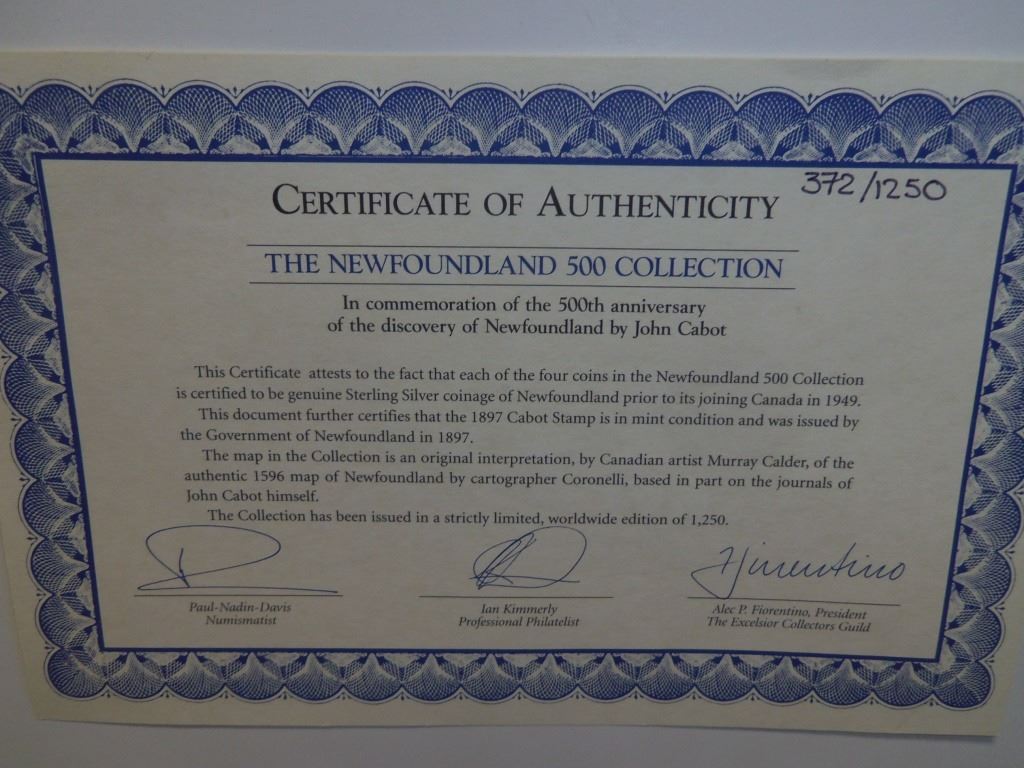 CERTIFICATE OF AUTHENTICITY
372/1250
THE NEWFOUNDLAND 500 COLLECTION
In commemoration of the 500th anniversary
of the discovery of Newfoundland by John Cabot
This Certificate attests to the fact that each of the four coins in the Newfoundland 500 Collection
is certified to be genuine Sterling Silver coinage of Newfoundland prior to its joining Canada in 1949.
This document further certifies that the 1897 Cabot Stamp is in mint condition and was issued by
the Government of Newfoundland in 1897.
The map in the Collection is an original interpretation, by Canadian artist Murray Calder, of the
authentic 1596 map of Newfoundland by cartographer Coronelli, based in part on the journals of
John Cabot himself.
The Collection has been issued in a strictly limited, worldwide edition of 1,250.
Fiorentino
Paul-Nadin-Davis
Numismatist
Ian Kimmerly
Professional Philatelist
Alec P. Fiorentino, President
The Excelsior Collectors Guild